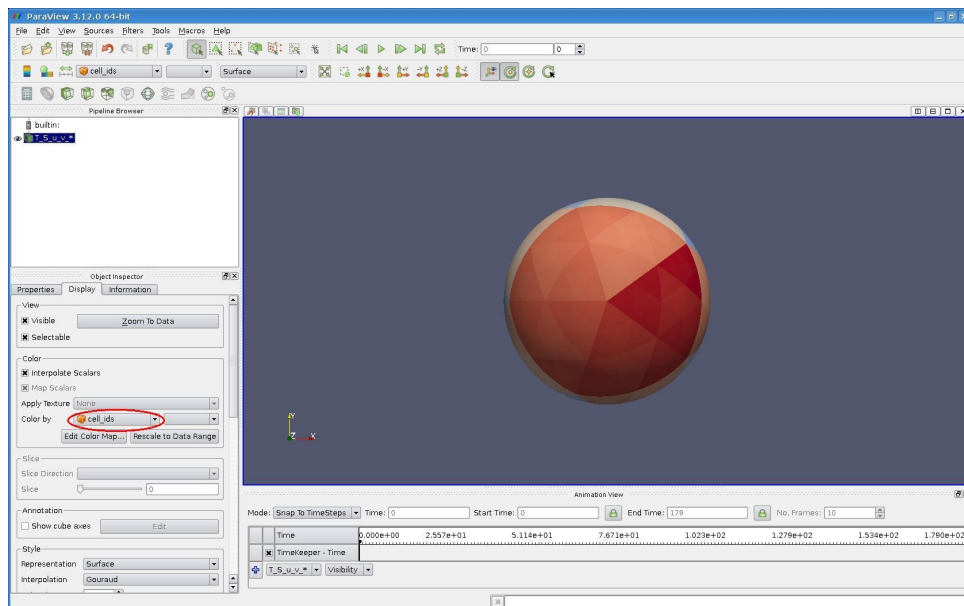 ParaView 3.12.0 64-bit
File Edit View Sources Filters Tools Macros Help
Time: 0 0
cell_ids Surface
Pipeline Browser
builtin:
T_S_u_v_*
Object Inspector
Properties Display Information
View
Visible Zoom To Data
Selectable
Color
Interpolate Scalars
Map Scalars
Apply Texture None
Color by cell_ids
Edit Color Map... Rescale to Data Range
Slice
Slice Direction
Slice 0
Annotation
Show cube axes Edit
Style
Representation Surface
Interpolation Gouraud
Y
Z X
Animation View
Mode: Snap To TimeSteps Time: 0 Start Time: 0 End Time: 179 No. Frames: 10
Time 0.000e+00 2.557e+01 5.114e+01 7.671e+01 1.023e+02 1.279e+02 1.534e+02 1.790e+02
TimeKeeper - Time
T_S_u_v_* Visibility